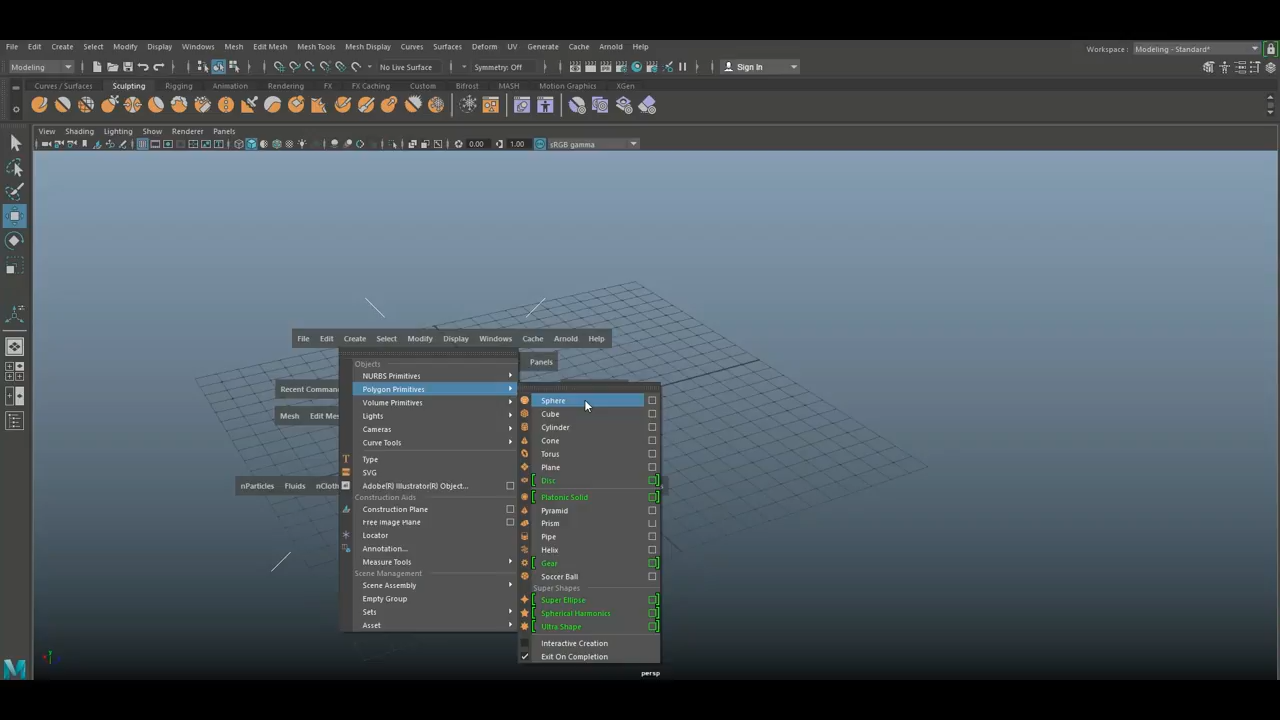 File Edit Create Select Modify Display Windows Mesh Edit Mesh Mesh Tools Mesh Display Curves Surfaces Deform UV Generate Cache Arnold Help
Workspace : Modeling - Standard*
Modeling No Live Surface Symmetry: Off Sign In
Curves / Surfaces Sculpting Rigging Animation Rendering FX FX Caching Custom Bifrost MASH Motion Graphics XGen
View Shading Lighting Show Renderer Panels
0.00 1.00 sRGB gamma
File Edit Create Select Modify Display Windows Cache Arnold Help
Panels
Recent
Mesh Edit
nParticles Fluids
Objects
NURBS Primitives
Polygon Primitives
Volume Primitives
Lights
Cameras
Curve Tools
Type
SVG
Adobe(R) Illustrator(R) Object...
Construction Aids
Construction Plane
Free Image Plane
Locator
Annotation...
Measure Tools
Scene Management
Scene Assembly
Empty Group
Sets
Asset
Sphere
Cube
Cylinder
Cone
Torus
Plane
Disc
Platonic Solid
Pyramid
Prism
Pipe
Helix
Gear
Soccer Ball
Super Shapes
Super Ellipse
Spherical Harmonics
Ultra Shape
Interactive Creation
Exit On Completion
persp